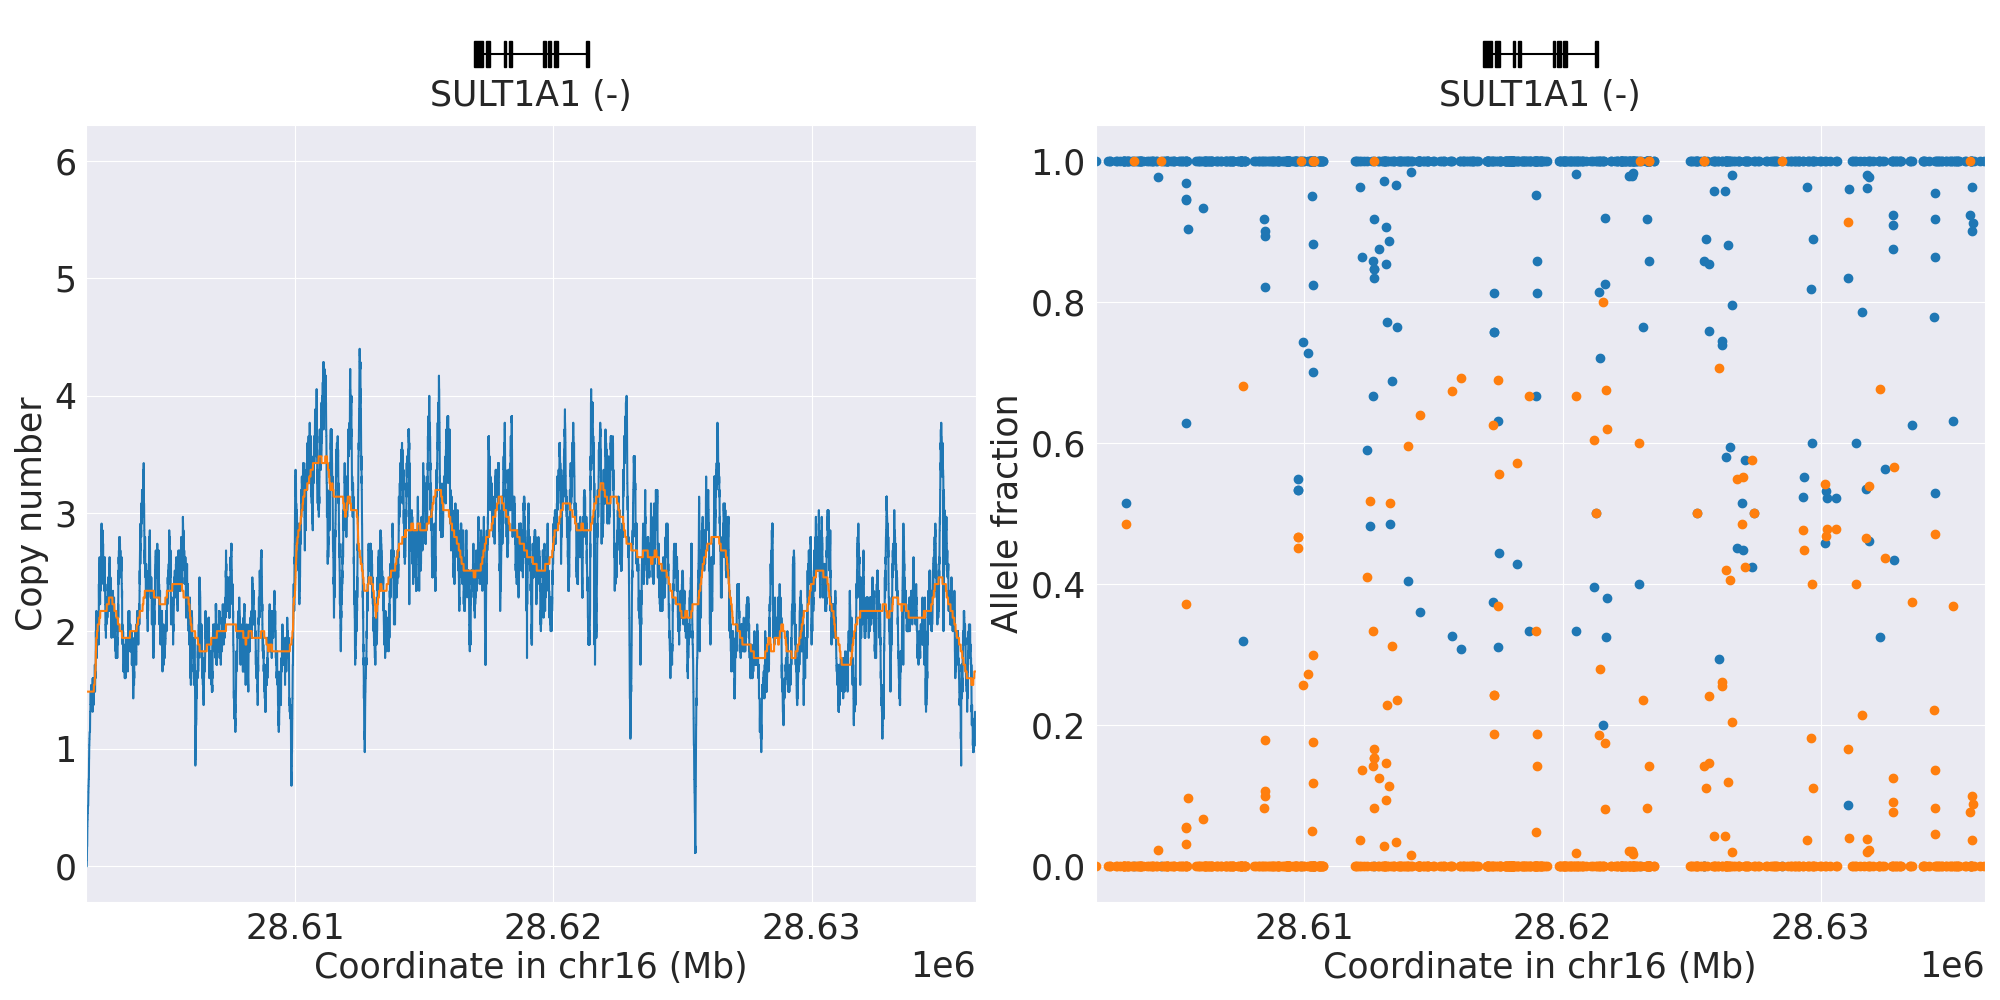 SULT1A1 (-)
6
5
4
3
2
1
0
Copy number
28.61
28.62
28.63
Coordinate in chr16 (Mb)
1e6
SULT1A1 (-)
1.0
0.8
0.6
0.4
0.2
0.0
Allele fraction
28.61
28.62
28.63
Coordinate in chr16 (Mb)
1e6